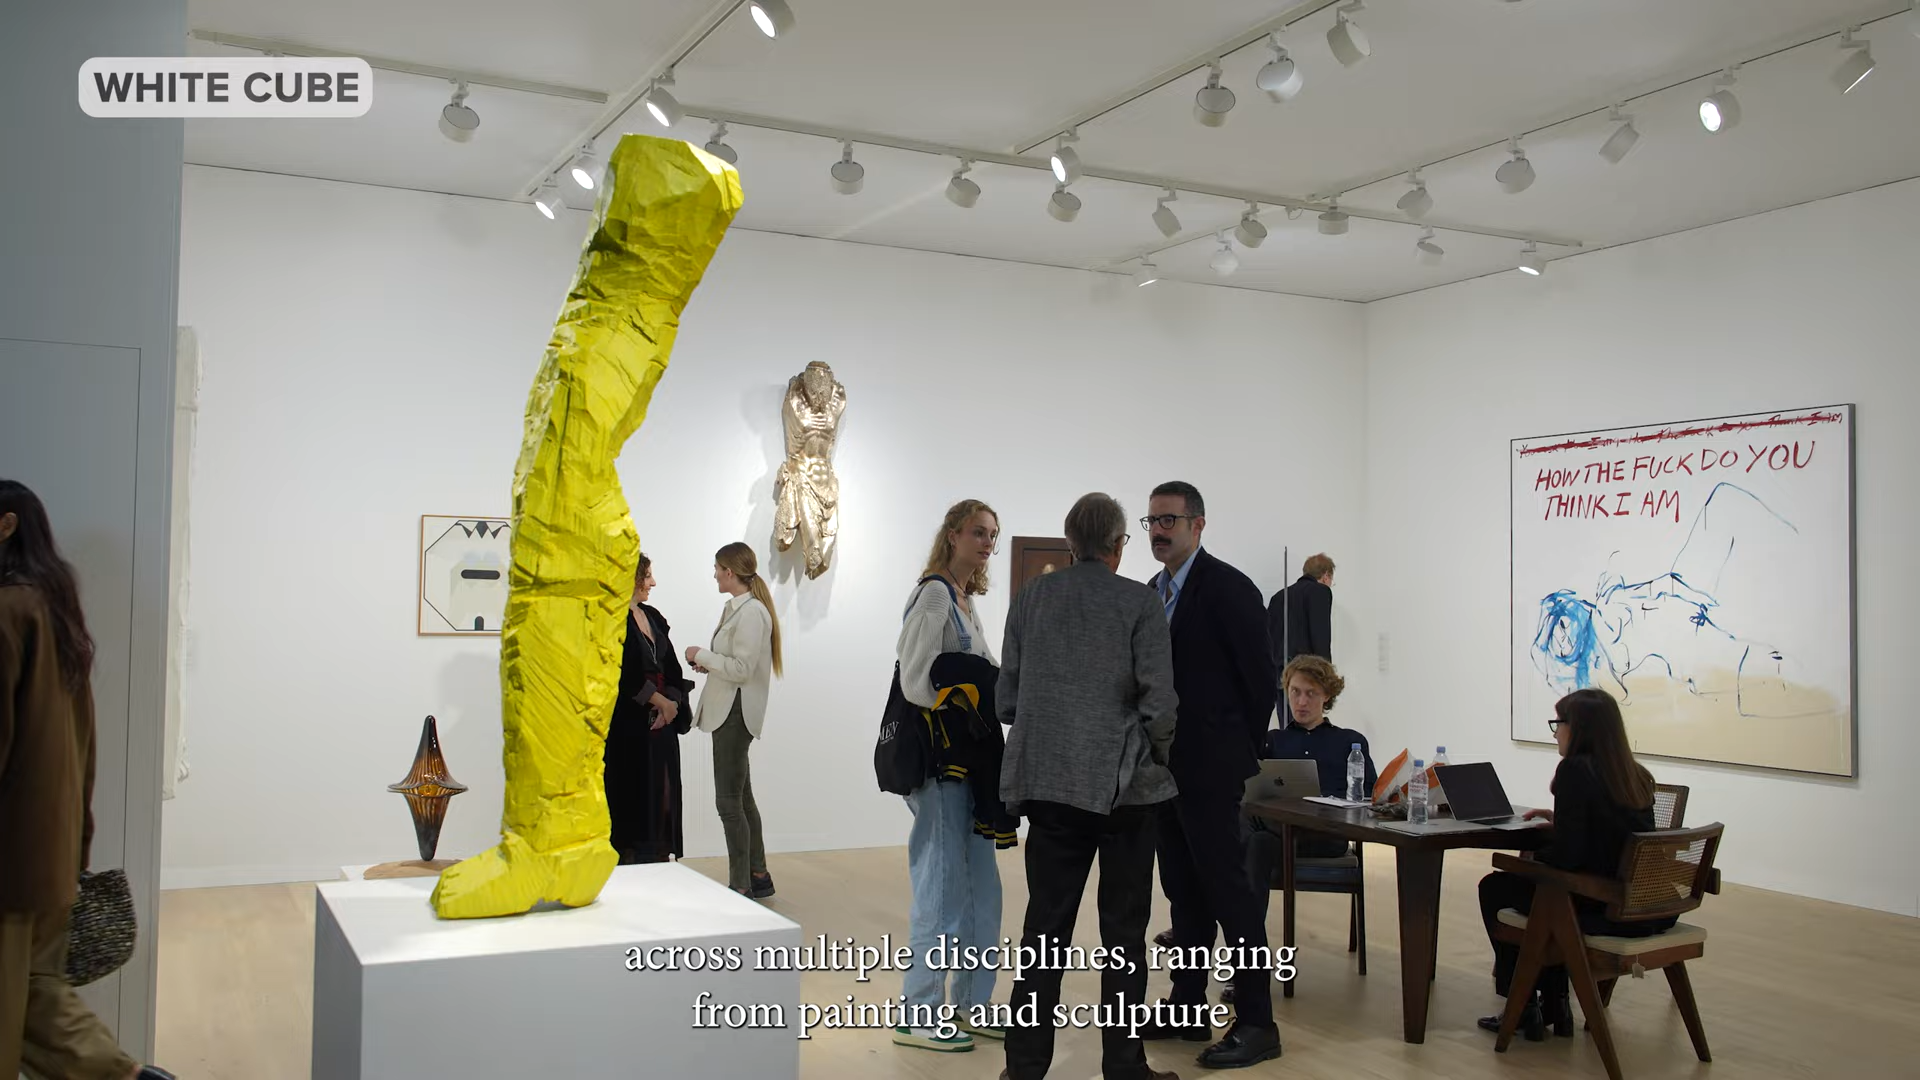 WHITE CUBE
HOW THE FUCK DO YOU
THINK I AM
across multiple disciplines, ranging
from painting and sculpture